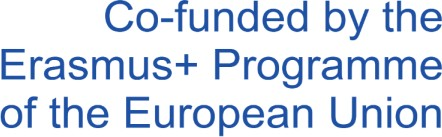 Co-funded by the
Erasmus+ Programme
of the European Union